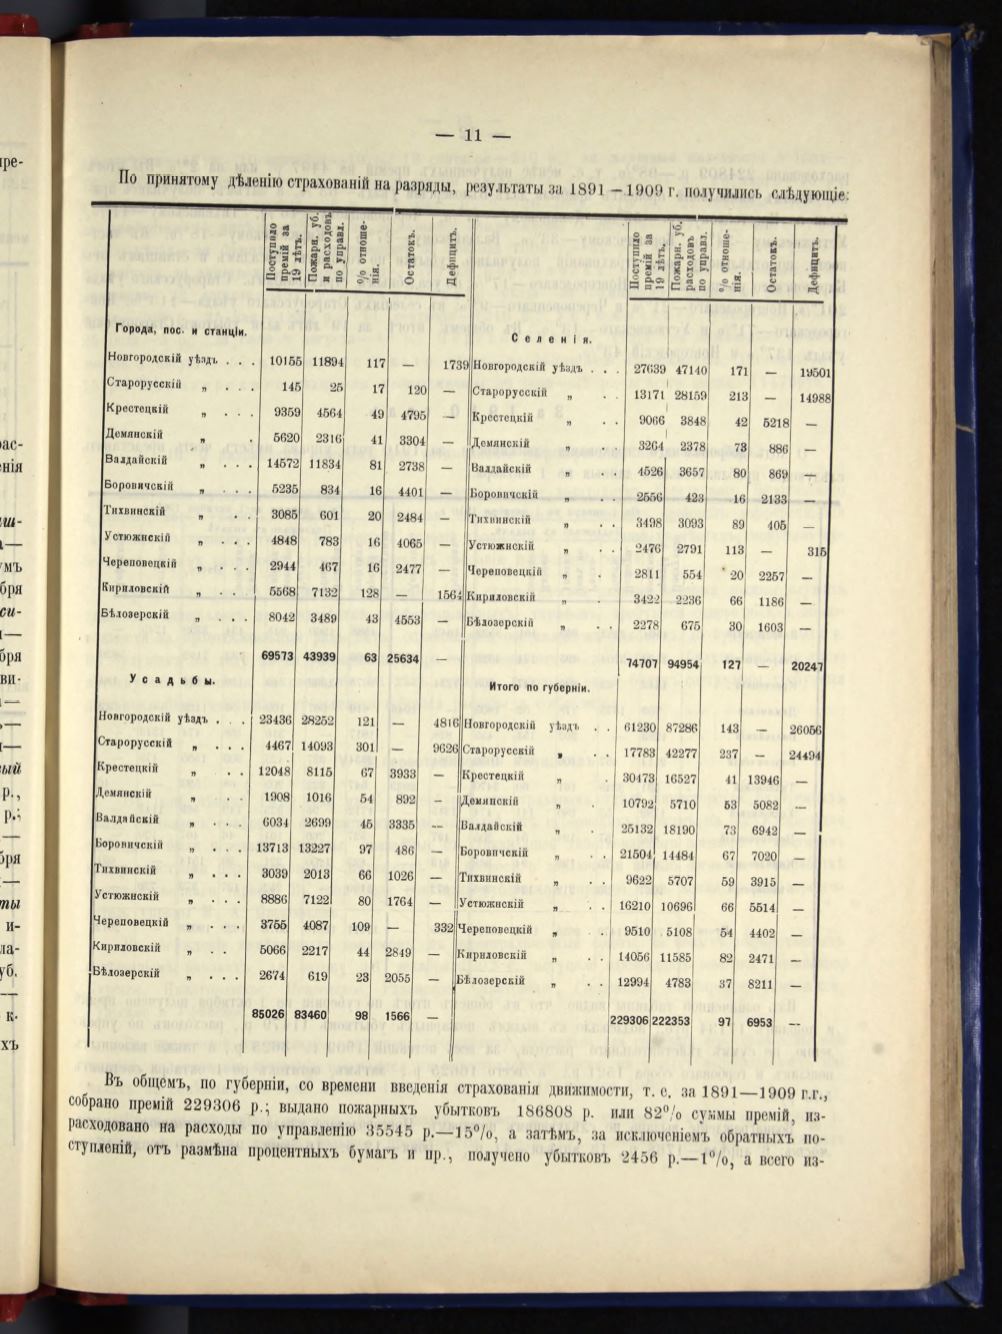 — 11 —
По принятому дѣленію страхованій на разряды, результаты за 1891 – 1909 г. получились слѣдующіе:
Поступило премій за 19 лѣтъ.
Пожарн. уб. и расходовъ по управл.
% отноше-нія.
Остатокъ.
Дефицитъ.
Города, пос. и станціи.
Новгородскій уѣздъ . . . 10155 11894 117 — 1739
Старорусскій „ . . . 145 25 17 120 —
Крестецкій „ . . . 9359 4564 49 4795 —
Демянскій „ . 5620 2316 41 3304 —
Валдайскій „ . . . 14572 11834 81 2738 —
Боровичскій „ . . . 5235 834 16 4401 —
Тихвинскій „ . . 3085 601 20 2484 —
Устюжнскій „ . . . 4848 783 16 4065 —
Череповецкій „ . . . 2944 467 16 2477 —
Кириловскій „ . . 5568 7132 128 — 1564
Бѣлозерскій „ . . . 8042 3489 43 4553 —
69573 43939 63 25634 —
Усадьбы.
Новгородскій уѣздъ . . . 23436 28252 121 — 4816
Старорусскій „ . . . 4467 14093 301 — 9626
Крестецкій „ . . 12048 8115 67 3933 —
Демянскій „ . . 1908 1016 54 892 —
Валдайскій „ . . . 6034 2699 45 3335 —
Боровичскій „ . . . 13713 13227 97 486 —
Тихвинскій „ . . . 3039 2013 66 1026 —
Устюжнскій „ . . . 8886 7122 80 1764 —
Череповецкій „ . . . 3755 4087 109 — 332
Кириловскій „ . . 5066 2217 44 2849 —
Бѣлозерскій „ . . . 2674 619 23 2055 —
85026 83460 98 1566 —
Поступило премій за 19 лѣтъ.
Пожарн. уб. расходовъ по управл.
% отноше-нія.
Остатокъ.
Дефицитъ.
Селенія.
Новгородскій уѣздъ . . . 27639 47140 171 — 19501
Старорусскій „ . . 13171 28159 213 — 14988
Крестецкій „ . . 9066 3848 42 5218 —
Демянскій „ 3264 2378 73 886 —
Валдайскій „ . . 4526 3657 80 869 —
Боровичскій „ . . 2556 423 16 2133 —
Тихвинскій „ . . 3498 3093 89 405 —
Устюжнскій „ . . 2476 2791 113 — 315
Череповецкій „ . 2811 554 20 2257 —
Кириловскій „ . 3422 2236 66 1186 —
Бѣлозерскій „ . . 2278 675 30 1603 —
74707 94954 127 — 20247
Итого по губерніи.
Новгородскій уѣздъ . . 61230 87286 143 — 26056
Старорусскій „ . . 17783 42277 237 — 24494
Крестецкій „ . 30473 16527 41 13946 —
Демянскій „ . 10792 5710 53 5082 —
Валдайскій „ . 25132 18190 73 6942 —
Боровичскій „ . . 21504 14484 67 7020 —
Тихвинскій „ . . 9622 5707 59 3915 —
Устюжнскій „ . . 16210 10696 66 5514 —
Череповецкій „ . 9510 5108 54 4402 —
Кириловскій „ . . 14056 11585 82 2471 —
Бѣлозерскій „ . . 12994 4783 37 8211 —
229306 222353 97 6953 —
Въ общемъ, по губерніи, со времени введенія страхованія движимости, т. е. за 1891—1909 г.г.,
собрано премій 229306 р.; выдано пожарныхъ убытковъ 186808 р. или 82% суммы премій, из-
расходовано на расходы по управленію 35545 р.—15%, а затѣмъ, за исключеніемъ обратныхъ по-
ступленій, отъ размѣна процентныхъ бумагъ и пр., получено убытковъ 2456 р.—1%, а всего из-